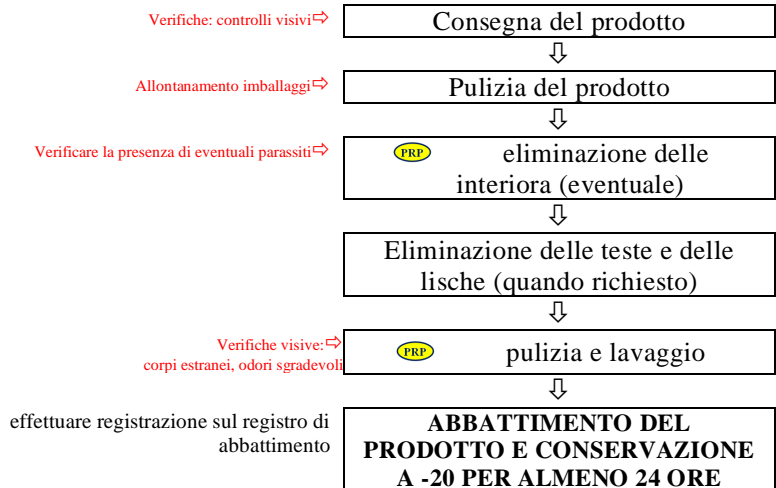 Verifiche: controlli visivi
Consegna del prodotto
Allontanamento imballaggi
Pulizia del prodotto
Verificare la presenza di eventuali parassiti
PRP
eliminazione delle
interiora (eventuale)
Eliminazione delle teste e delle
lische (quando richiesto)
Verifiche visive:
corpi estranei, odori sgradevoli
PRP
pulizia e lavaggio
effettuare registrazione sul registro di
abbattimento
ABBATTIMENTO DEL
PRODOTTO E CONSERVAZIONE
A -20 PER ALMENO 24 ORE